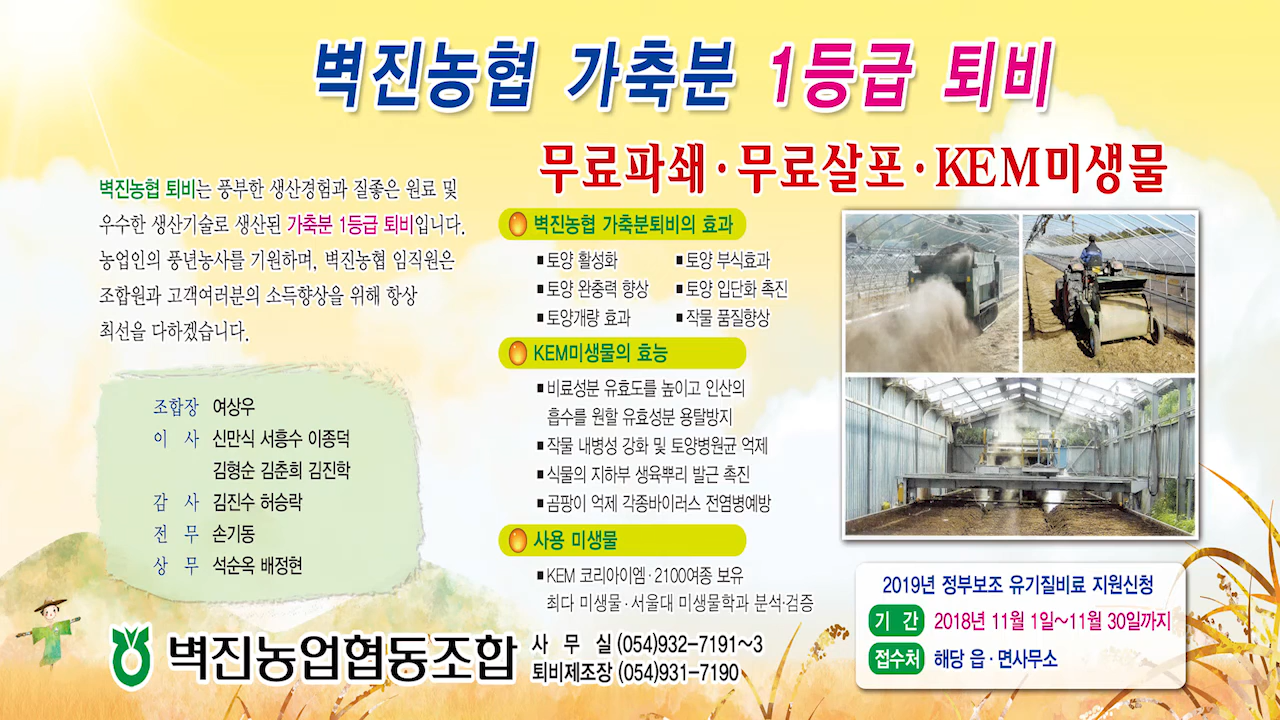 벽진농협 가축분 1등급 퇴비
무료파쇄·무료살포·KEM미생물
벽진농협 퇴비는 풍부한 생산경험과 질좋은 원료 및
우수한 생산기술로 생산된 가축분 1등급 퇴비입니다.
농업인의 풍년농사를 기원하며, 벽진농협 임직원은
조합원과 고객여러분의 소득향상을 위해 항상
최선을 다하겠습니다.
조합장 여상우
이 사 신만식 서흥수 이종덕
김형순 김춘희 김진학
감 사 김진수 허승락
전 무 손기동
상 무 석순옥 배정현
벽진농협 가축분퇴비의 효과
▪토양 활성화 ▪토양 부식효과
▪토양 완충력 향상 ▪토양 입단화 촉진
▪토양개량 효과 ▪작물 품질향상
KEM미생물의 효능
▪비료성분 유효도를 높이고 인산의
흡수를 원할 유효성분 용탈방지
▪작물 내병성 강화 및 토양병원균 억제
▪식물의 지하부 생육뿌리 발근 촉진
▪곰팡이 억제 각종바이러스 전염병예방
사용 미생물
▪KEM 코리아이엠·2100여종 보유
최다 미생물·서울대 미생물학과 분석·검증
2019년 정부보조 유기질비료 지원신청
기 간 2018년 11월 1일~11월 30일까지
접수처 해당 읍·면사무소
벽진농업협동조합
사 무 실 (054)932-7191~3
퇴비제조장 (054)931-7190